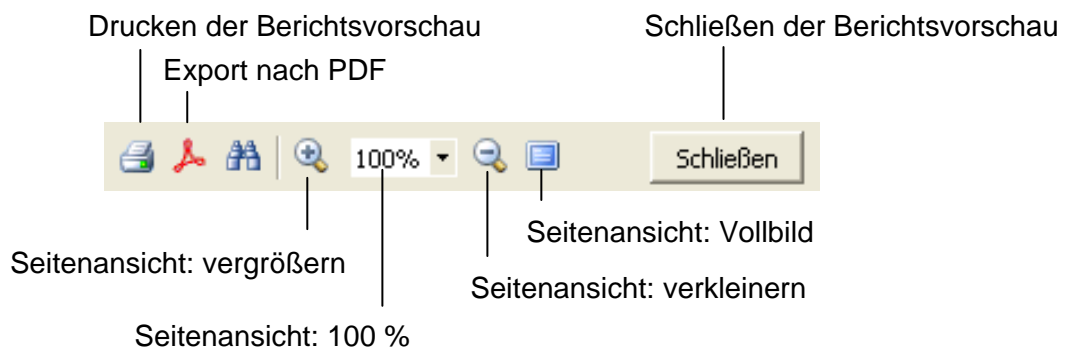 Drucken der Berichtsvorschau
Schließen der Berichtsvorschau
Export nach PDF
100%
Schließen
Seitenansicht: Vollbild
Seitenansicht: vergrößern
Seitenansicht: verkleinern
Seitenansicht: 100 %